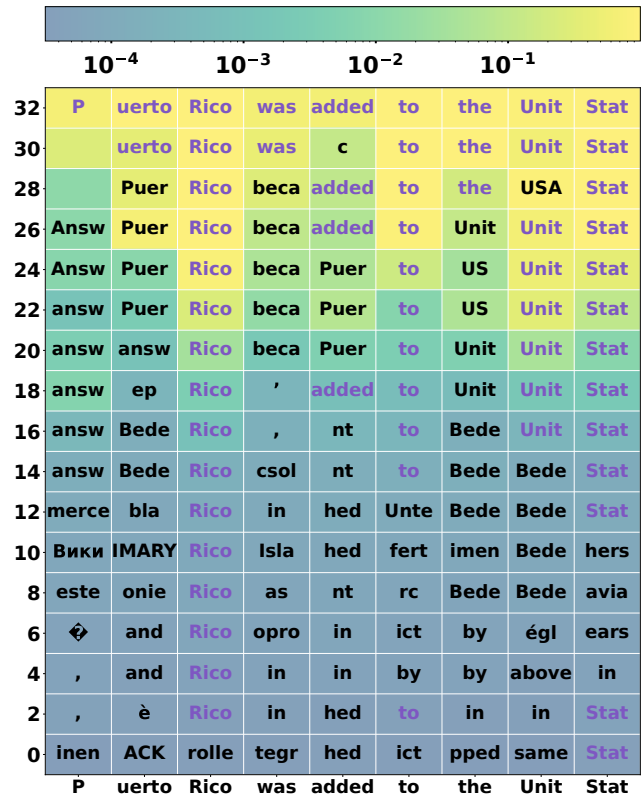 10⁻⁴ 10⁻³ 10⁻² 10⁻¹
32 P uerto Rico was added to the Unit Stat
30 uerto Rico was c to the Unit Stat
28 Puer Rico beca added to the USA Stat
26 Answ Puer Rico beca added to Unit Unit Stat
24 Answ Puer Rico beca Puer to US Unit Stat
22 answ Puer Rico beca Puer to US Unit Stat
20 answ answ Rico beca Puer to Unit Unit Stat
18 answ ep Rico ’ added to Unit Unit Stat
16 answ Bede Rico , nt to Bede Unit Stat
14 answ Bede Rico csol nt to Bede Bede Stat
12 merce bla Rico in hed Unte Bede Bede Stat
10 Вики IMARY Rico Isla hed fert imen Bede hers
8 este onie Rico as nt rc Bede Bede avia
6 � and Rico opro in ict by égl ears
4 , and Rico in in by by above in
2 , è Rico in hed to in in Stat
0 inen ACK rolle tegr hed ict pped same Stat
P uerto Rico was added to the Unit Stat